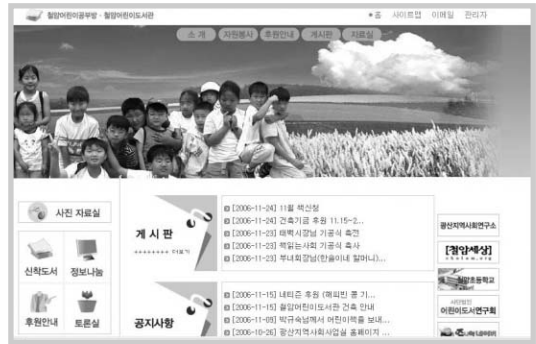 철암어린이공부방 · 철암어린이도서관
홈 사이트맵 이메일 관리자
소 개 자원봉사 후원안내 게시판 자료실
사진 자료실
신착도서 정보나눔
후원안내 토론실
게 시 판
더보기
[2006-11-24] 11월 책신청
[2006-11-24] 건축기금 후원 11.15~2...
[2006-11-23] 태백시장님 기공식 축전
[2006-11-23] 책읽는사회 기공식 축사
[2006-11-23] 부녀회장님(한솔이네 할머니)...
공지사항
[2006-11-15] 네티즌 후원 (해피빈 콩 기...
[2006-11-15] 철암어린이도서관 건축 안내
[2006-11-09] 박규숙님께서 어린이책을 보내...
[2006-10-26] 광산지역사회사업실 홈페이지 ...
광산지역사회연구소
[철암세상]
철암초등학교
사단법인
어린이도서연구회